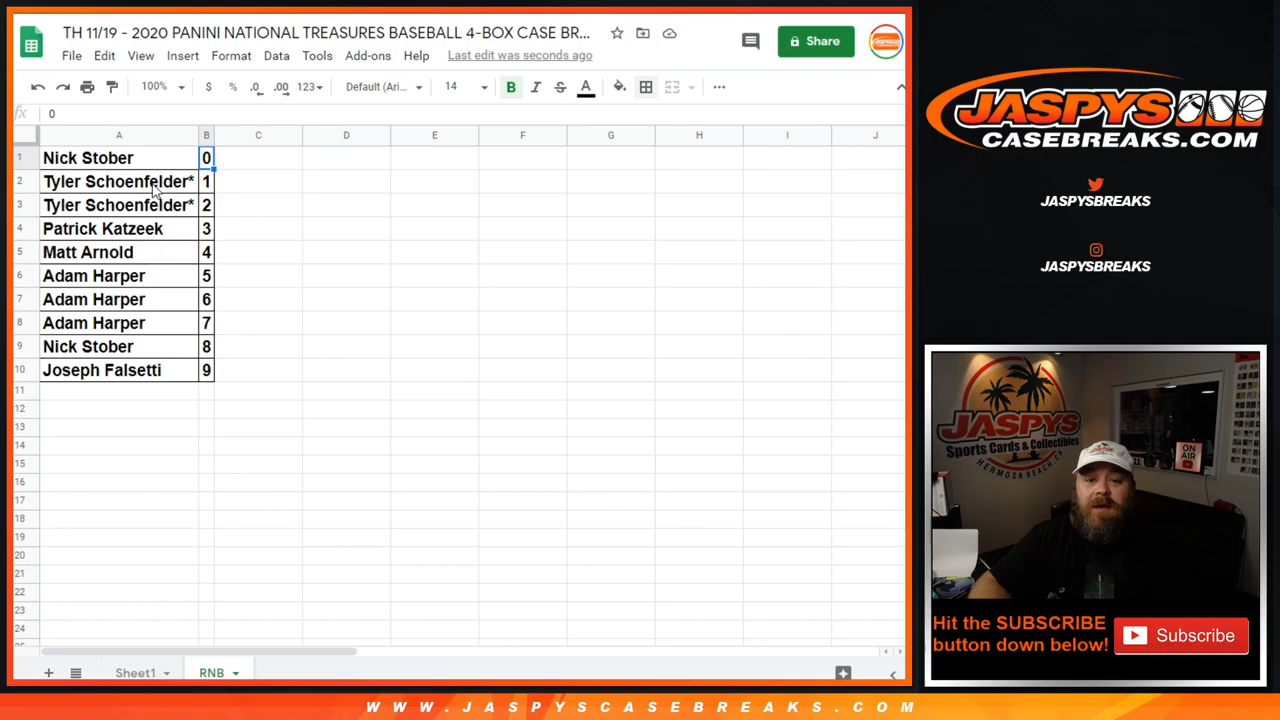 TH 11/19 - 2020 PANINI NATIONAL TREASURES BASEBALL 4-BOX CASE BR...
File Edit View Insert Format Data Tools Add-ons Help Last edit was seconds ago
Share
100% $ % .0 .00 123 Default (Ari... 14 B I S A
fx 0
A B C D E F G H I J
1 Nick Stober 0
2 Tyler Schoenfelder* 1
3 Tyler Schoenfelder* 2
4 Patrick Katzeek 3
5 Matt Arnold 4
6 Adam Harper 5
7 Adam Harper 6
8 Adam Harper 7
9 Nick Stober 8
10 Joseph Falsetti 9
11
12
13
14
15
16
17
18
19
20
21
22
23
24
Sheet1 RNB
JASPYS
CASEBREAKS.COM
JASPYSBREAKS
JASPYSBREAKS
JASPYS
Sports Cards & Collectibles
HERMOSA BEACH, CA
ON AIR
Hit the SUBSCRIBE
button down below!
Subscribe
WWW.JASPYSCASEBREAKS.COM